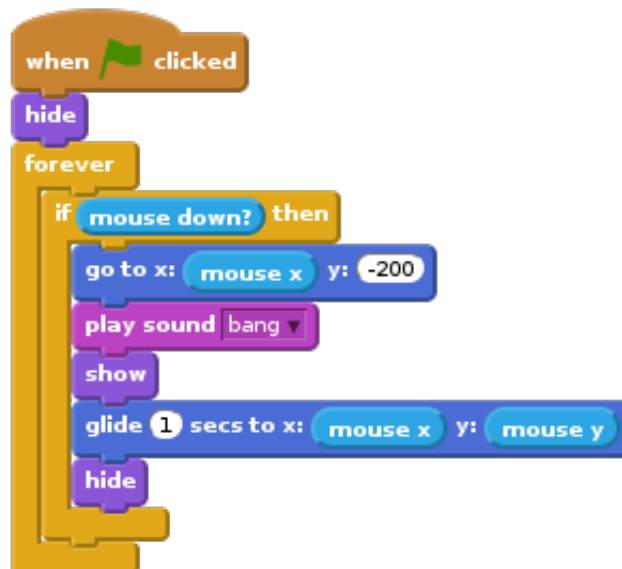 when clicked
hide
forever
if mouse down? then
go to x: mouse x y: -200
play sound bang
show
glide 1 secs to x: mouse x y: mouse y
hide